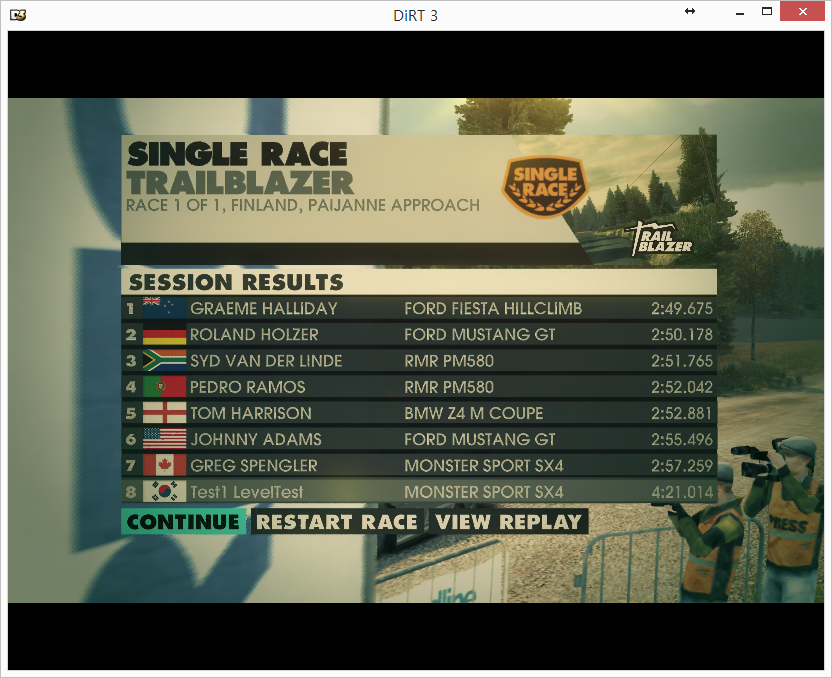 DiRT 3
SINGLE RACE
TRAILBLAZER
RACE 1 OF 1, FINLAND, PAIJANNE APPROACH
SINGLE
RACE
TRAIL
BLAZER
SESSION RESULTS
1 GRAEME HALLIDAY FORD FIESTA HILLCLiMB 2:49.675
2 ROLAND HOLZER FORD MUSTANG GT 2:50.178
3 SYD VAN DER LINDE RMR PM580 2:51.765
4 PEDRO RAMOS RMR PM580 2:52.042
5 TOM HARRISON BMW Z4 M COUPE 2:52.881
6 JOHNNY ADAMS FORD MUSTANG GT 2:55.496
7 GREG SPENGLER MONSTER SPORT SX4 2:57.259
8 Test1 LevelTest MONSTER SPORT SX4 4:21.014
CONTINUE RESTART RACE VIEW REPLAY
PRESS